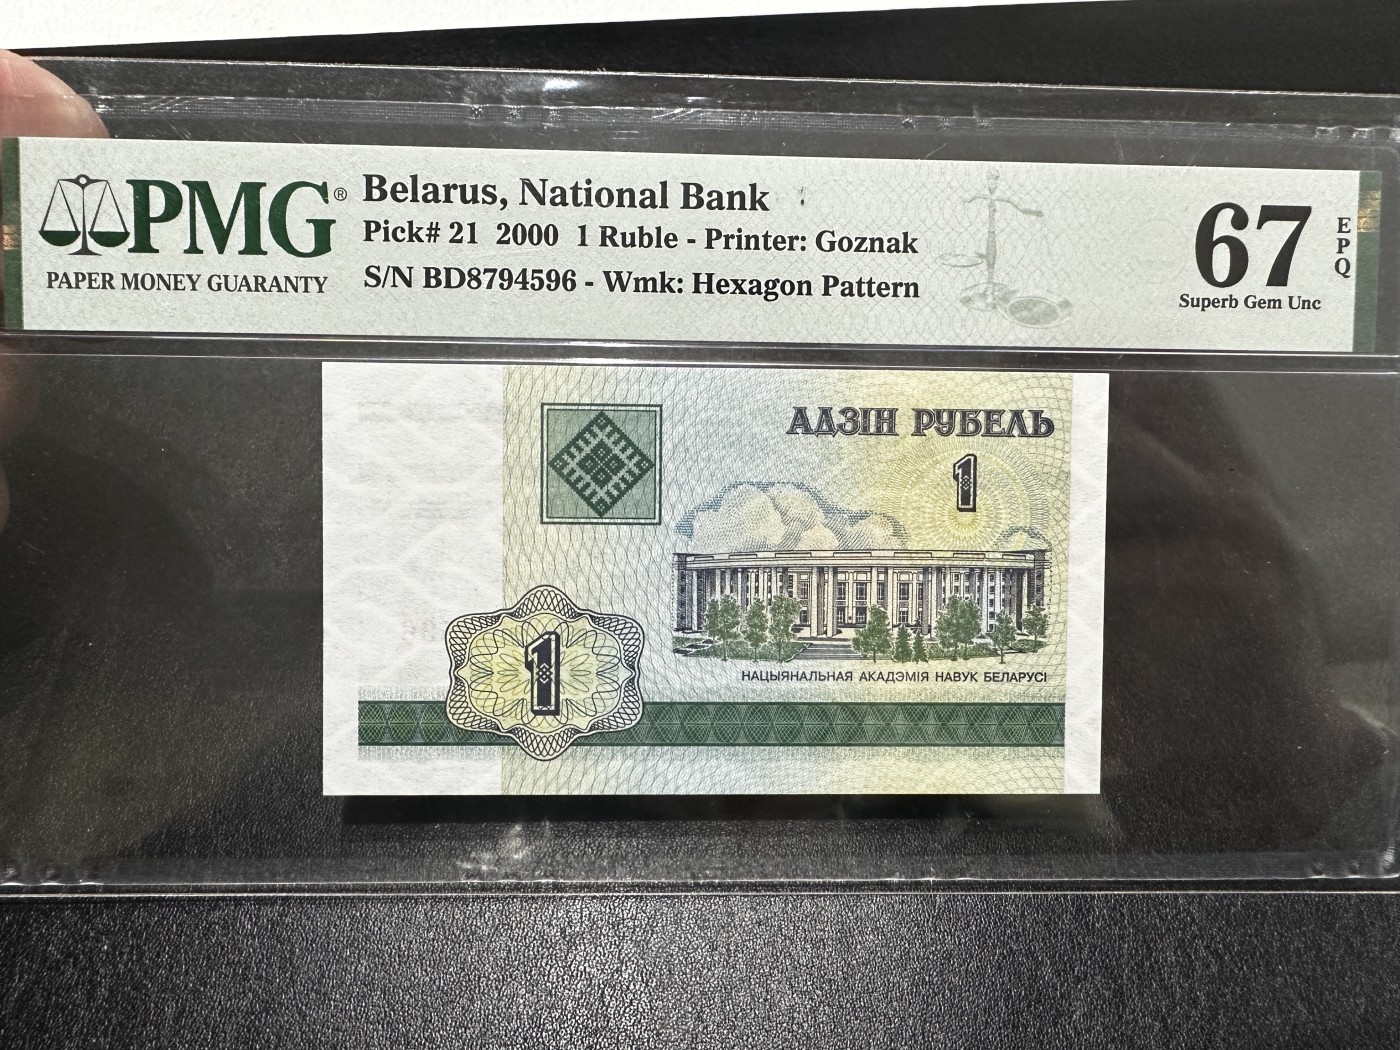 PMG®
PAPER MONEY GUARANTY
Belarus, National Bank
Pick# 21 2000 1 Ruble - Printer: Goznak
S/N BD8794596 - Wmk: Hexagon Pattern
67
EPQ
Superb Gem Unc
АДЗІН РУБЕЛЬ
1
НАЦЫЯНАЛЬНАЯ АКАДЭМІЯ НАВУК БЕЛАРУСІ
1